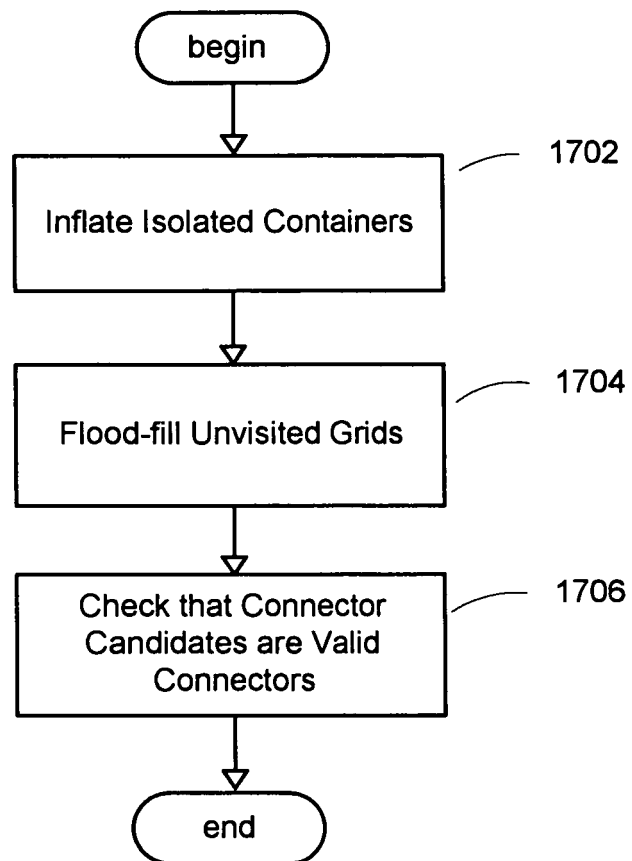 begin
1702
Inflate Isolated Containers
1704
Flood-fill Unvisited Grids
1706
Check that Connector
Candidates are Valid
Connectors
end